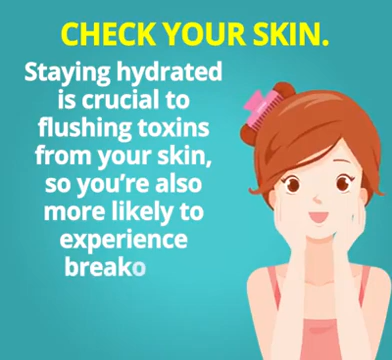 CHECK YOUR SKIN.
Staying hydrated
is crucial to
flushing toxins
from your skin,
so you're also
more likely to
experience
breako